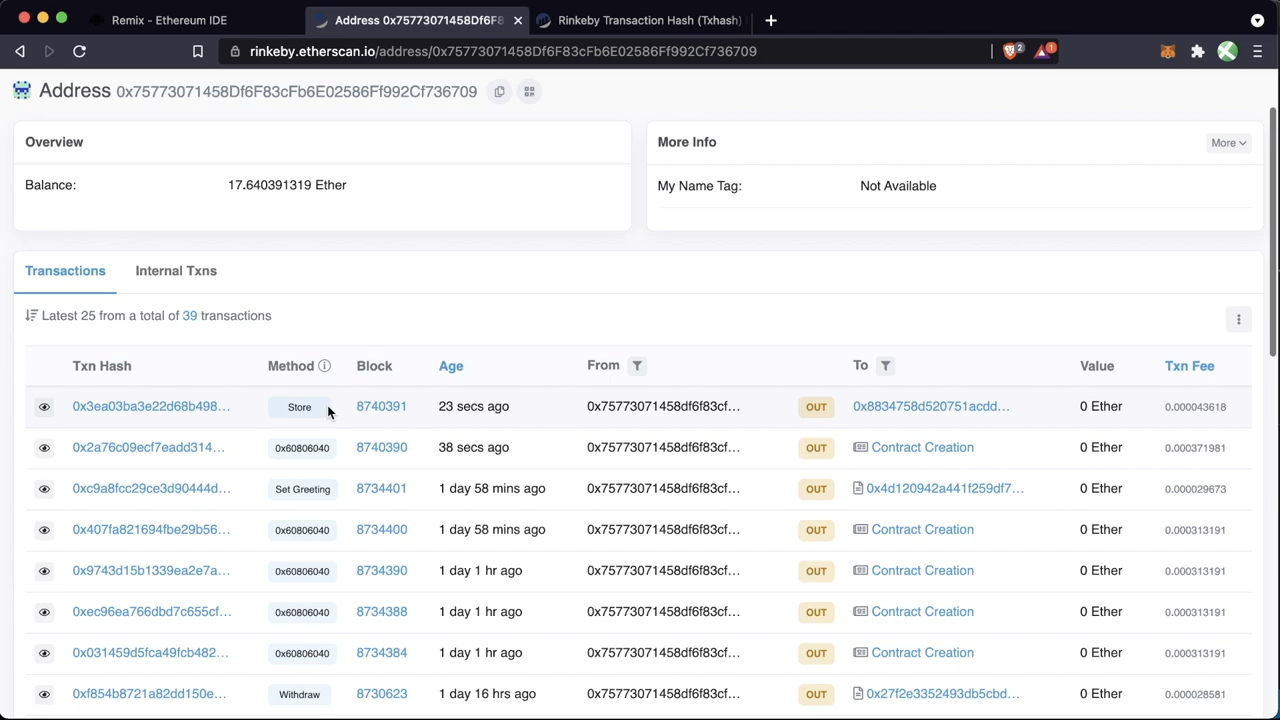 Remix - Ethereum IDE
Address 0x75773071458Df6F8
Rinkeby Transaction Hash (Txhash)
rinkeby.etherscan.io/address/0x75773071458Df6F83cFb6E02586Ff992Cf736709
2
1
Address 0x75773071458Df6F83cFb6E02586Ff992Cf736709
Overview
Balance: 17.640391319 Ether
More Info
More
My Name Tag: Not Available
Transactions Internal Txns
Latest 25 from a total of 39 transactions
Txn Hash Method Block Age From To Value Txn Fee
0x3ea03ba3e22d68b498... Store 8740391 23 secs ago 0x75773071458df6f83cf... OUT 0x8834758d520751acdd... 0 Ether 0.000043618
0x2a76c09ecf7eadd314... 0x60806040 8740390 38 secs ago 0x75773071458df6f83cf... OUT Contract Creation 0 Ether 0.000371981
0xc9a8fcc29ce3d90444d... Set Greeting 8734401 1 day 58 mins ago 0x75773071458df6f83cf... OUT 0x4d120942a441f259df7... 0 Ether 0.000029673
0x407fa821694fbe29b56... 0x60806040 8734400 1 day 58 mins ago 0x75773071458df6f83cf... OUT Contract Creation 0 Ether 0.000313191
0x9743d15b1339ea2e7a... 0x60806040 8734390 1 day 1 hr ago 0x75773071458df6f83cf... OUT Contract Creation 0 Ether 0.000313191
0xec96ea766dbd7c655cf... 0x60806040 8734388 1 day 1 hr ago 0x75773071458df6f83cf... OUT Contract Creation 0 Ether 0.000313191
0x031459d5fca49fcb482... 0x60806040 8734384 1 day 1 hr ago 0x75773071458df6f83cf... OUT Contract Creation 0 Ether 0.000313191
0xf854b8721a82dd150e... Withdraw 8730623 1 day 16 hrs ago 0x75773071458df6f83cf... OUT 0x27f2e3352493db5cbd... 0 Ether 0.000028581